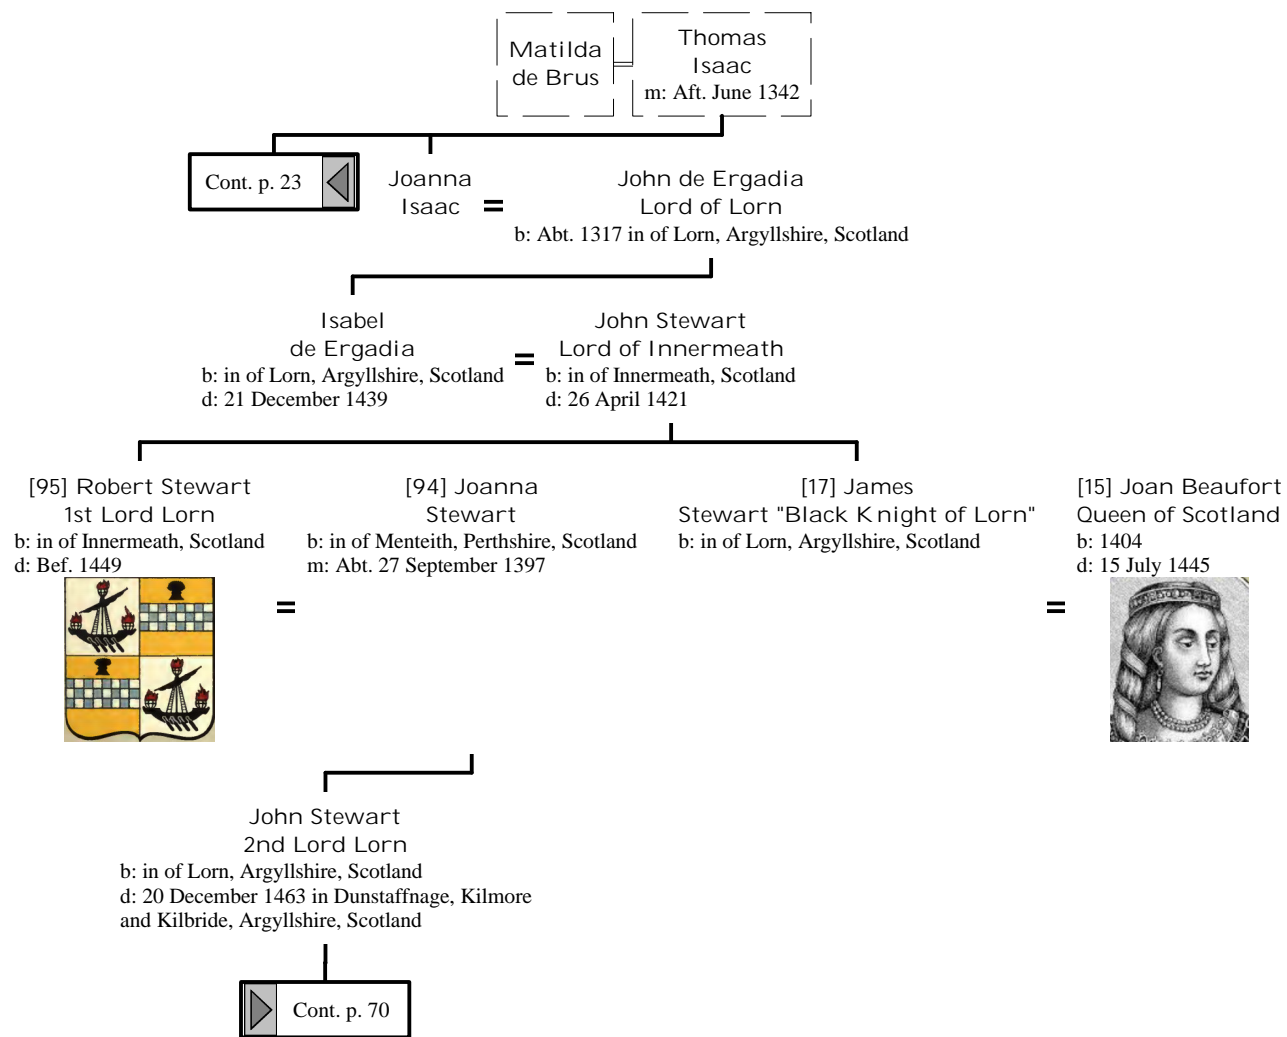 Matilda
de Brus
Thomas
Isaac
m: Aft. June 1342
Cont. p. 23
Joanna
Isaac
=
John de Ergadia
Lord of Lorn
b: Abt. 1317 in of Lorn, Argyllshire, Scotland
Isabel
de Ergadia
b: in of Lorn, Argyllshire, Scotland
d: 21 December 1439
=
John Stewart
Lord of Innermeath
b: in of Innermeath, Scotland
d: 26 April 1421
[95] Robert Stewart
1st Lord Lorn
b: in of Innermeath, Scotland
d: Bef. 1449
=
[94] Joanna
Stewart
b: in of Menteith, Perthshire, Scotland
m: Abt. 27 September 1397
[17] James
Stewart "Black Knight of Lorn"
b: in of Lorn, Argyllshire, Scotland
=
[15] Joan Beaufort
Queen of Scotland
b: 1404
d: 15 July 1445
John Stewart
2nd Lord Lorn
b: in of Lorn, Argyllshire, Scotland
d: 20 December 1463 in Dunstaffnage, Kilmore
and Kilbride, Argyllshire, Scotland
Cont. p. 70